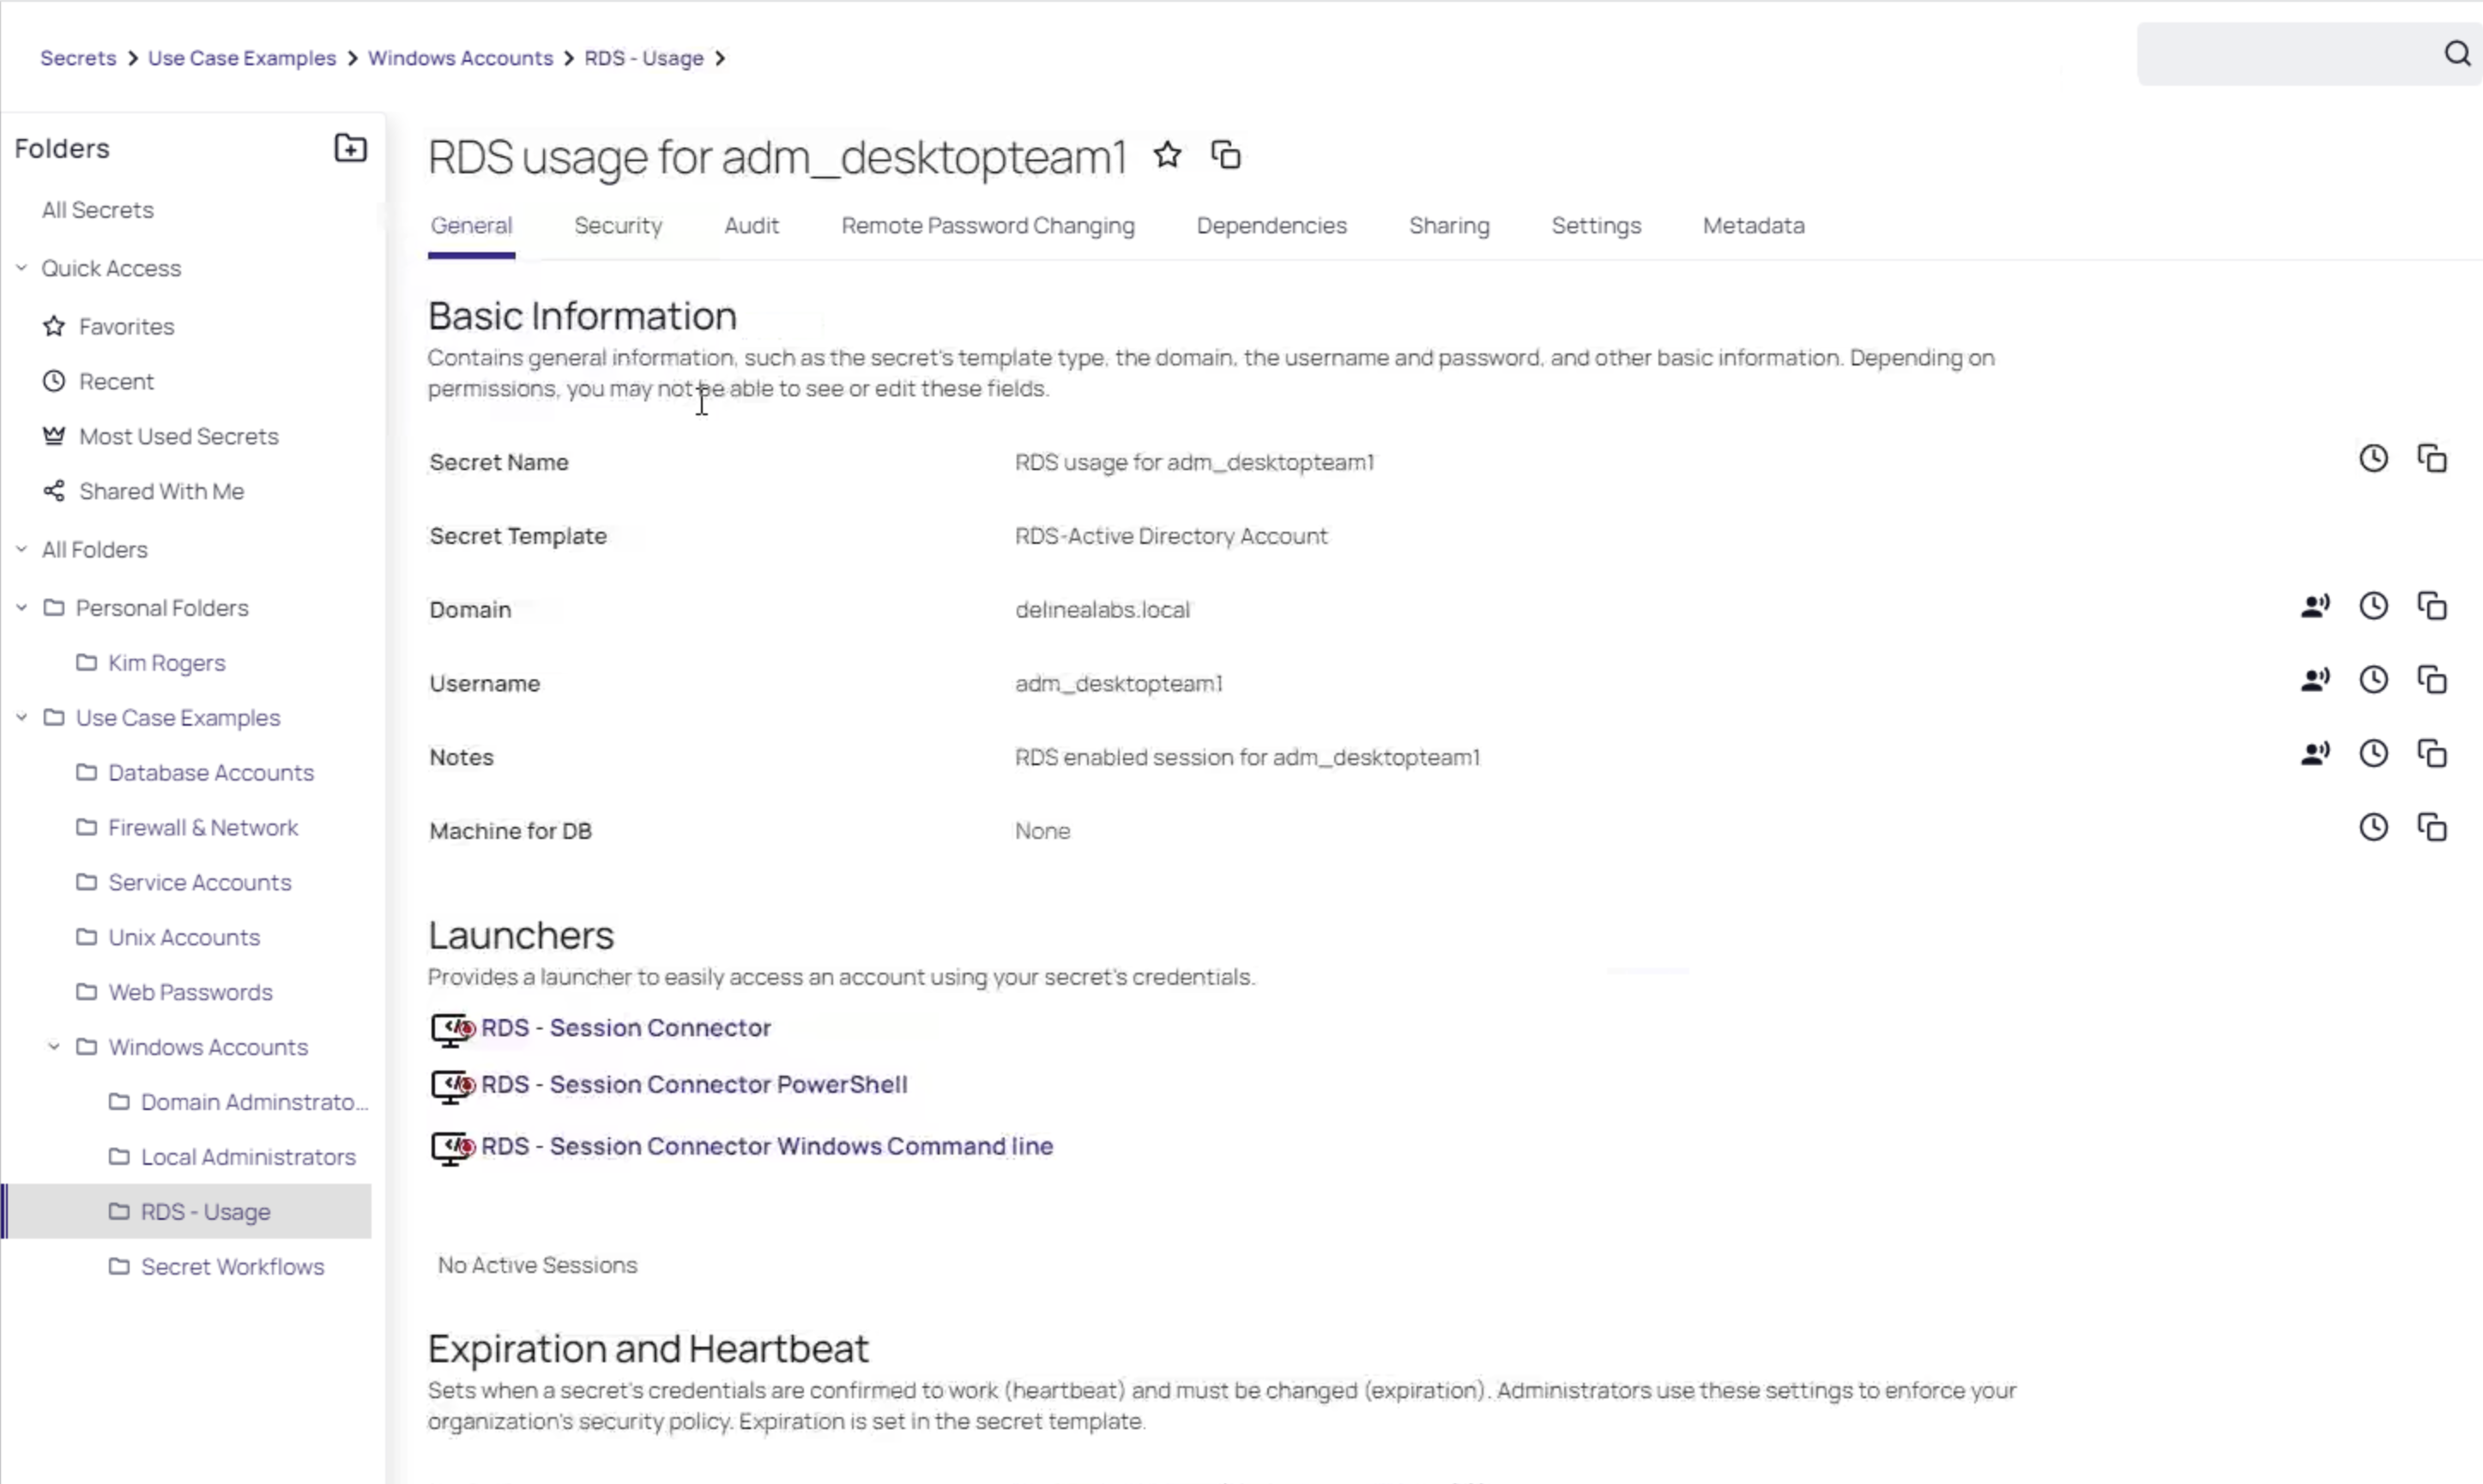 Secrets > Use Case Examples > Windows Accounts > RDS - Usage >
Folders
All Secrets
Quick Access
Favorites
Recent
Most Used Secrets
Shared With Me
All Folders
Personal Folders
Kim Rogers
Use Case Examples
Database Accounts
Firewall & Network
Service Accounts
Unix Accounts
Web Passwords
Windows Accounts
Domain Adminstrato...
Local Administrators
RDS - Usage
Secret Workflows
RDS usage for adm_desktopteam1
General Security Audit Remote Password Changing Dependencies Sharing Settings Metadata
Basic Information
Contains general information, such as the secret's template type, the domain, the username and password, and other basic information. Depending on
permissions, you may not be able to see or edit these fields.
Secret Name RDS usage for adm_desktopteam1
Secret Template RDS-Active Directory Account
Domain delinealabs.local
Username adm_desktopteam1
Notes RDS enabled session for adm_desktopteam1
Machine for DB None
Launchers
Provides a launcher to easily access an account using your secret's credentials.
RDS - Session Connector
RDS - Session Connector PowerShell
RDS - Session Connector Windows Command line
No Active Sessions
Expiration and Heartbeat
Sets when a secret's credentials are confirmed to work (heartbeat) and must be changed (expiration). Administrators use these settings to enforce your
organization's security policy. Expiration is set in the secret template.